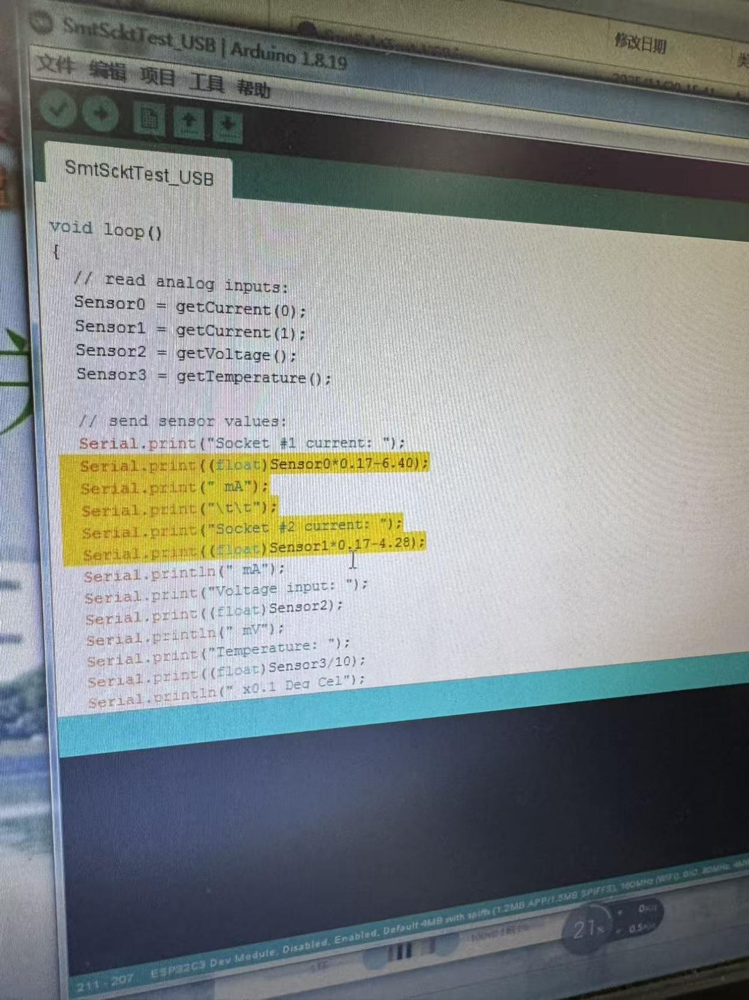 SmtScktTest_USB | Arduino 1.8.19
修改日期
文件 编辑 项目 工具 帮助
SmtScktTest_USB
void loop()
{
// read analog inputs:
Sensor0 = getCurrent(0);
Sensor1 = getCurrent(1);
Sensor2 = getVoltage();
Sensor3 = getTemperature();
// send sensor values:
Serial.print("Socket #1 current: ");
Serial.print((float)Sensor0*0.17-6.40);
Serial.print(" mA");
Serial.print("\t\t");
Serial.print("Socket #2 current: ");
Serial.print((float)Sensor1*0.17-4.28);
Serial.println(" mA");
Serial.print("Voltage input: ");
Serial.print((float)Sensor2);
Serial.println(" mV");
Serial.print("Temperature: ");
Serial.print((float)Sensor3/10);
Serial.println(" x0.1 Deg Cel");
211 - 207 ESP32C3 Dev Module, Disabled, Enabled, Default 4MB with spiffs (1.2MB APP/1.5MB SPIFFS), 160MHz (WiFi), DIO, 80MHz,
21%